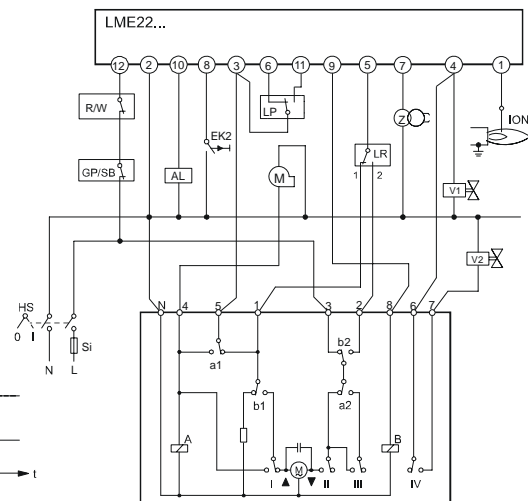 LME22...
12 2 10 8 3 6 11 9 5 7 4 1
R/W
LP
Z
ION
EK2
GP/SB
AL
M
LR
1 2
V1
V2
HS
0 I
Si
N L
N 4 5 1 3 2 8 6 7
a1
b2
b1
a2
A
B
I
M
II
III
IV
t